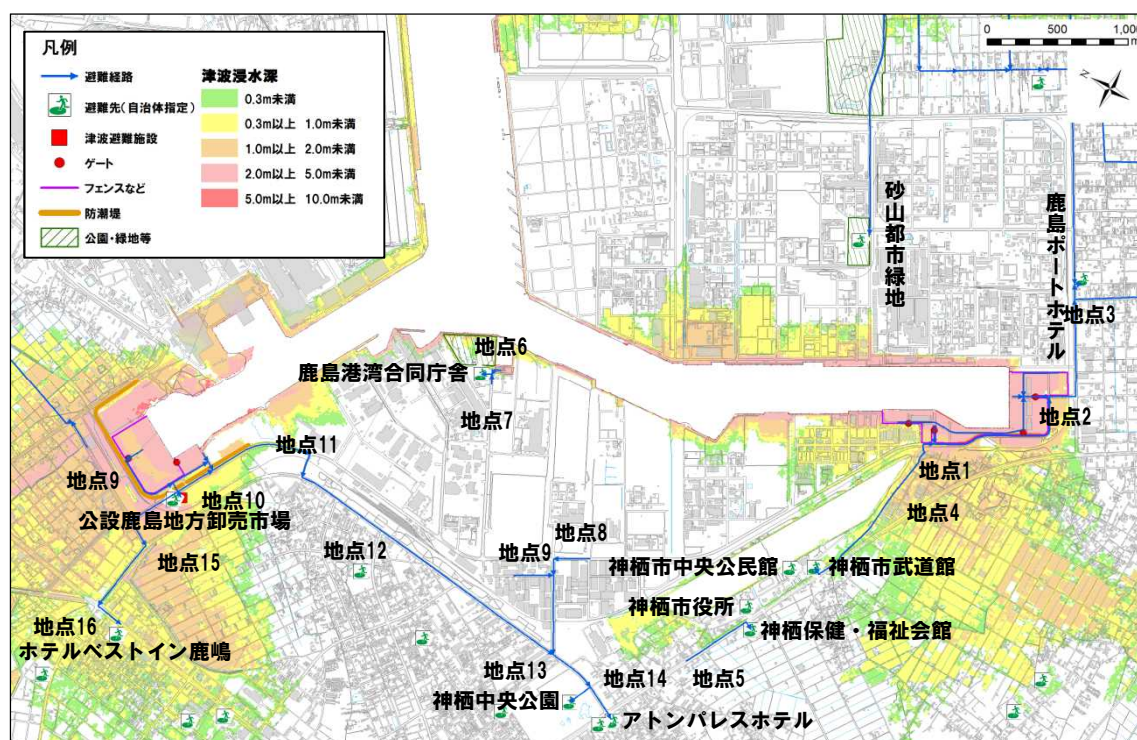 凡例
避難経路
避難先(自治体指定)
津波避難施設
ゲート
フェンスなど
防潮堤
公園・緑地等
津波浸水深
0.3m未満
0.3m以上 1.0m未満
1.0m以上 2.0m未満
2.0m以上 5.0m未満
5.0m以上 10.0m未満
0 500 1,000
m
N
砂山都市緑地
鹿島ポートホテル
地点3
地点6
鹿島港湾合同庁舎
地点7
地点2
地点11
地点1
地点9
地点10
公設鹿島地方卸売市場
地点4
地点8
地点12
地点9
地点15
神栖市中央公民館
神栖市武道館
神栖市役所
神栖保健・福祉会館
地点16
ホテルベストイン鹿嶋
地点13
地点14
地点5
神栖中央公園
アトンパレスホテル